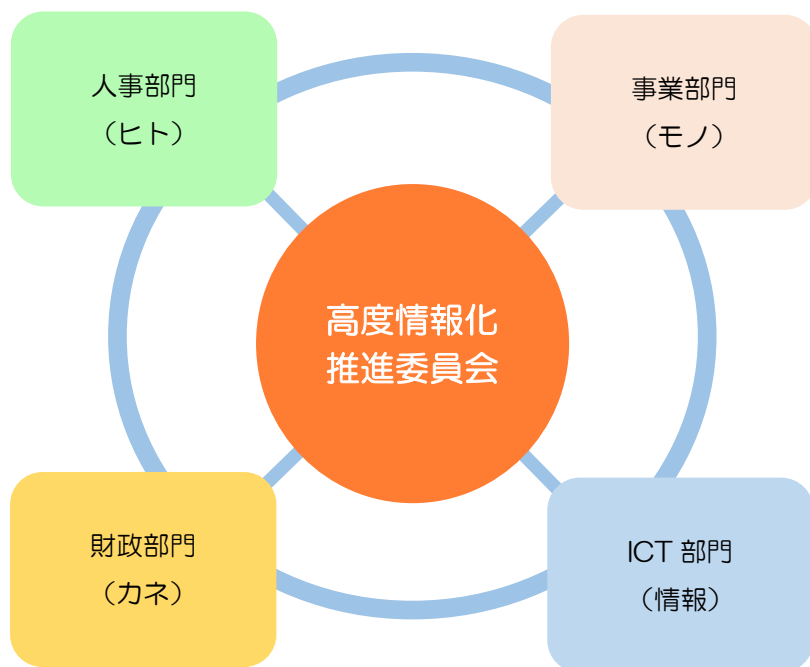 人事部門
（ヒト）
事業部門
（モノ）
高度情報化
推進委員会
財政部門
（カネ）
ICT 部門
（情報）